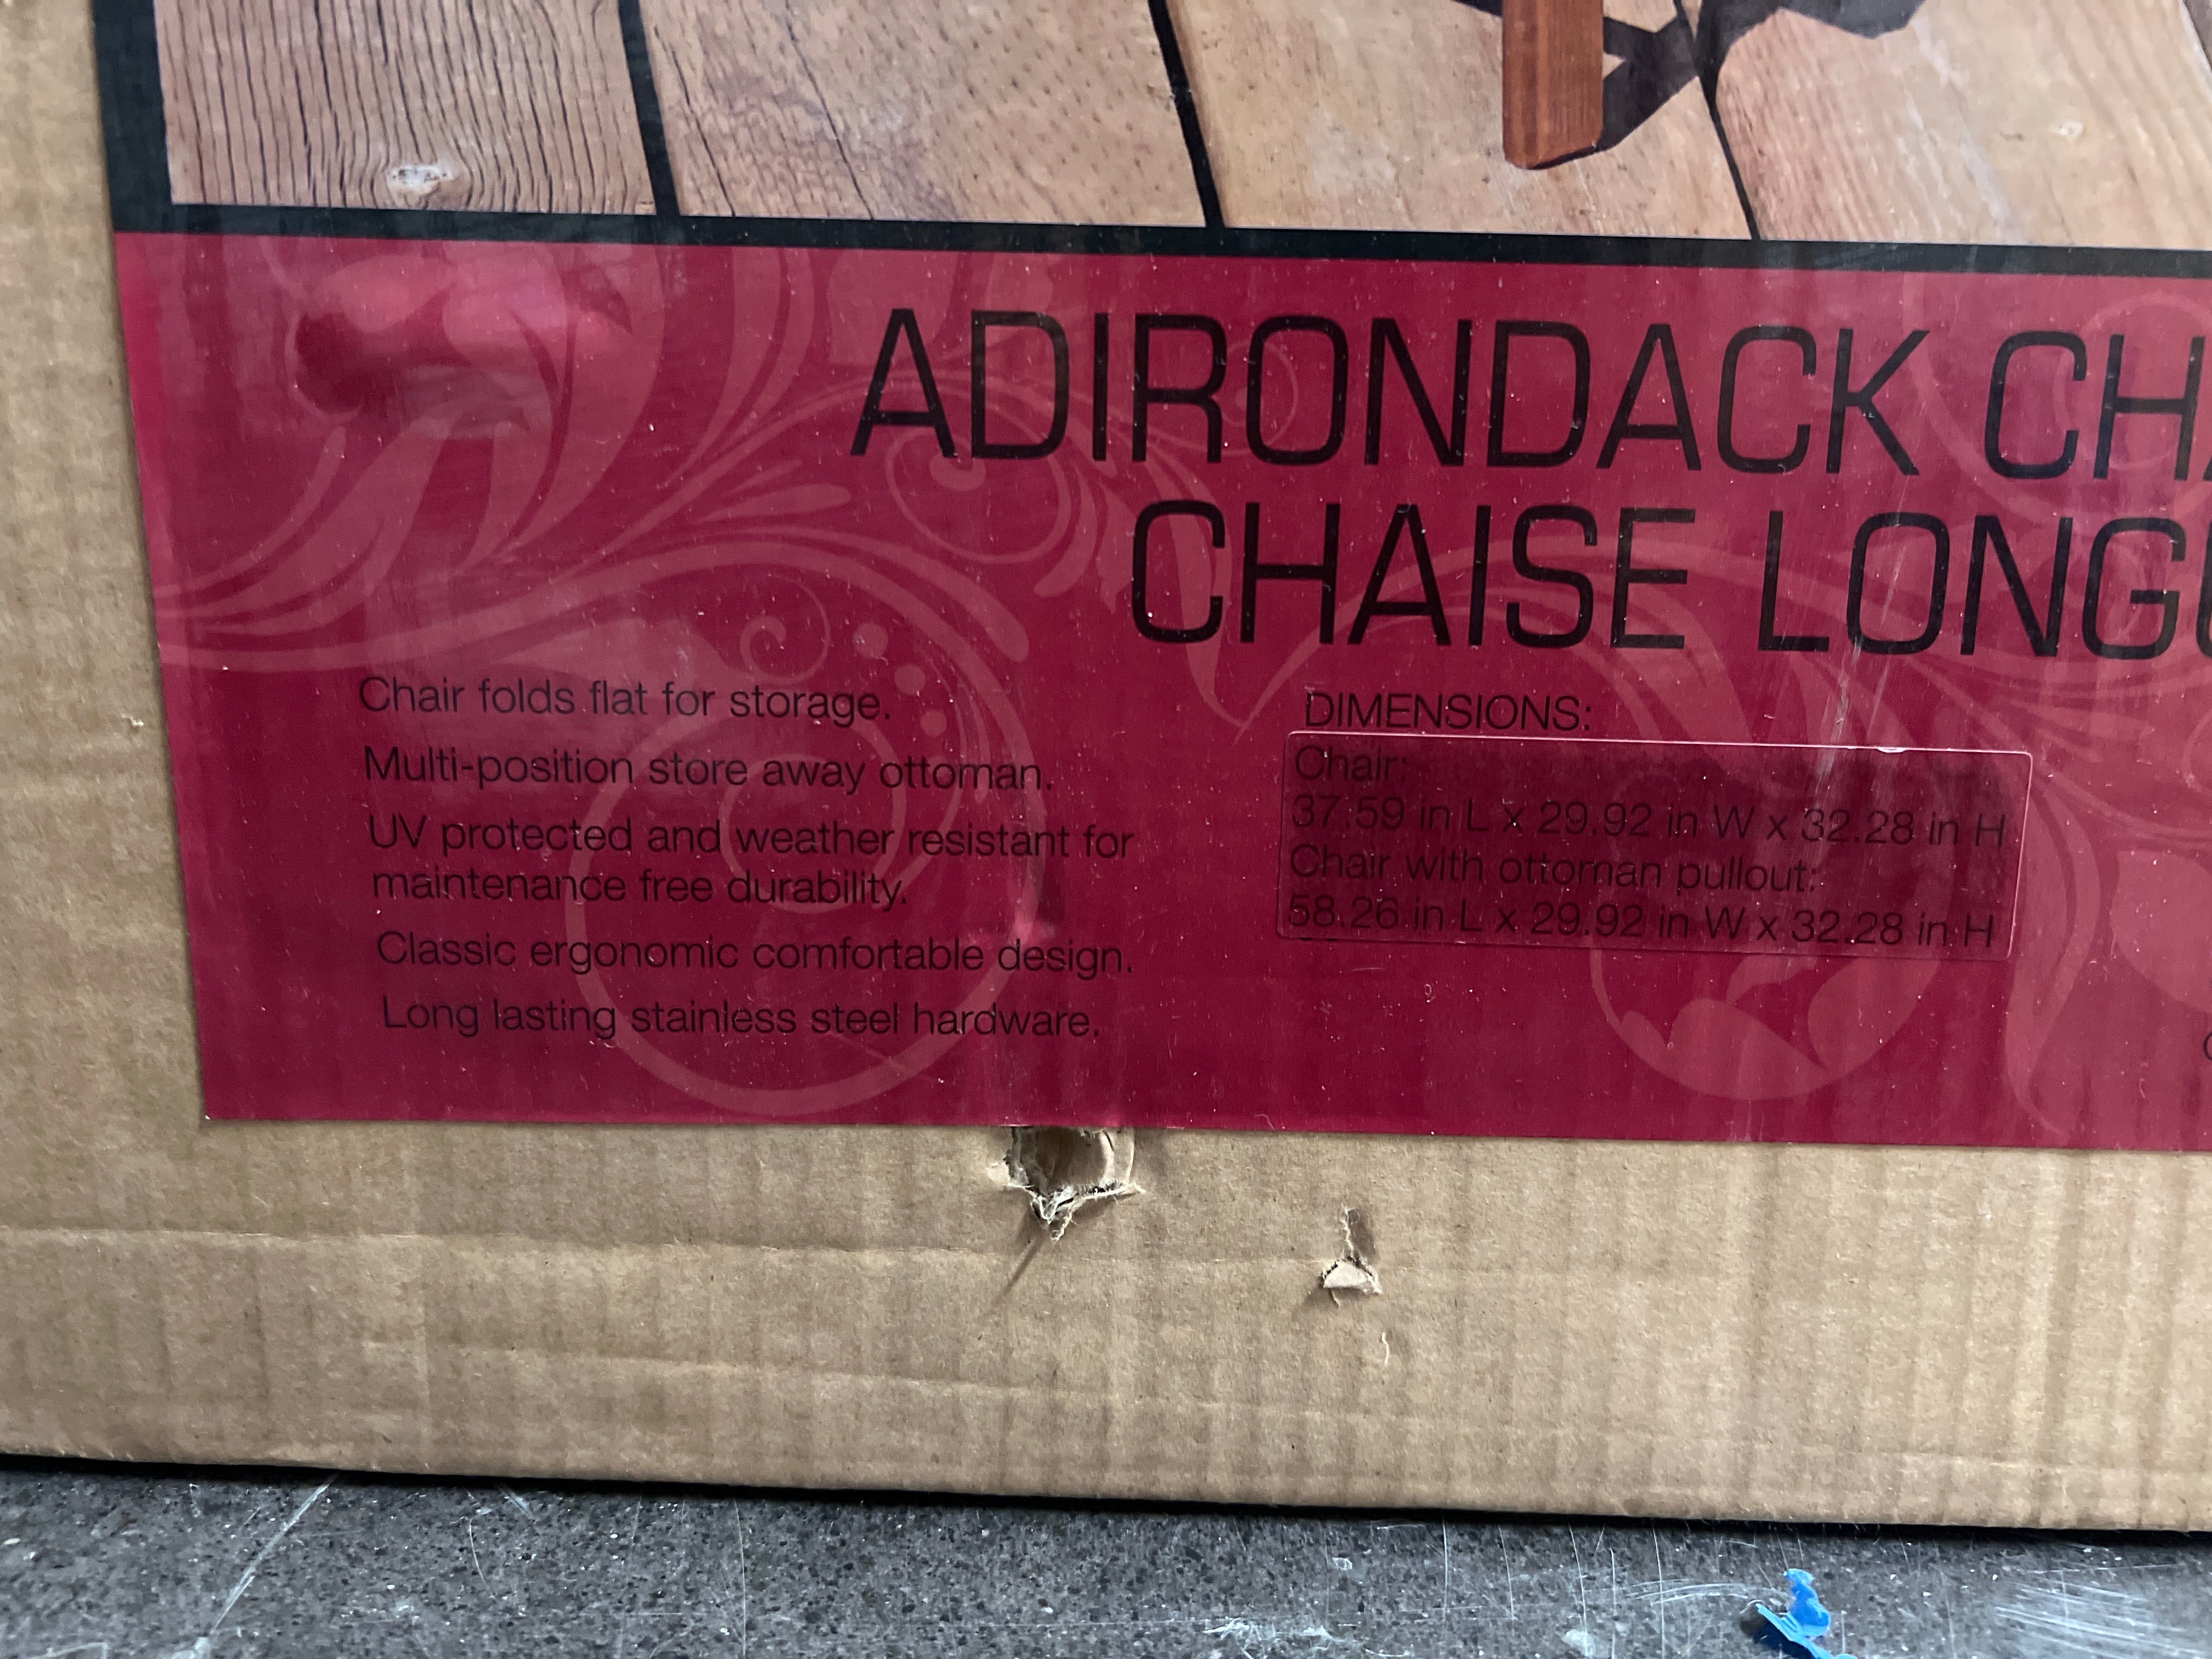 ADIRONDACK
CHAISE
Chair folds flat for storage.
Multi-position store away ottoman.
UV protected and weather resistant for
maintenance free durability.
Classic ergonomic comfortable design.
Long lasting stainless steel hardware.
DIMENSIONS:
Chair:
37.59 in L x 29.92 in W x 32.28 in H
Chair with ottoman pullout:
58.26 in L x 29.92 in W x 32.28 in H